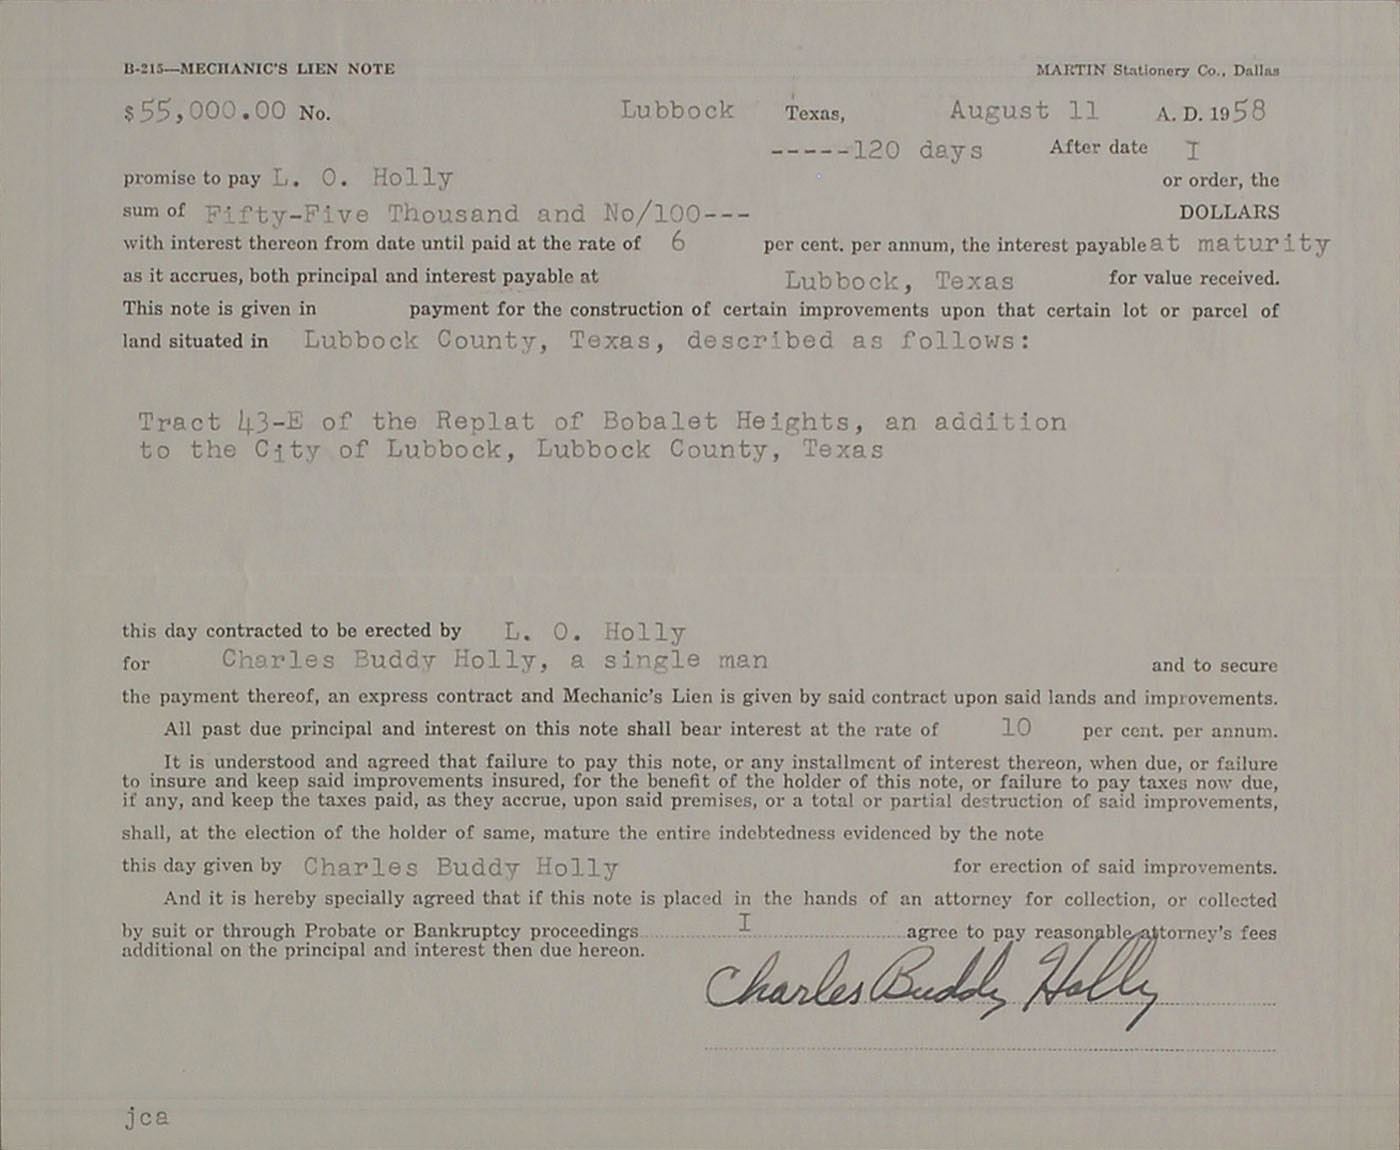 B-215—MECHANIC'S LIEN NOTE MARTIN Stationery Co., Dallas
$55,000.00 No. Lubbock Texas, August 11 A. D. 1958
-----120 days After date I
promise to pay L. O. Holly or order, the
sum of Fifty-Five Thousand and No/100--- DOLLARS
with interest thereon from date until paid at the rate of 6 per cent. per annum, the interest payable at maturity
as it accrues, both principal and interest payable at Lubbock, Texas for value received.
This note is given in payment for the construction of certain improvements upon that certain lot or parcel of
land situated in Lubbock County, Texas, described as follows:
Tract 43-E of the Replat of Bobalet Heights, an addition
to the City of Lubbock, Lubbock County, Texas
this day contracted to be erected by L. O. Holly
for Charles Buddy Holly, a single man and to secure
the payment thereof, an express contract and Mechanic's Lien is given by said contract upon said lands and improvements.
All past due principal and interest on this note shall bear interest at the rate of 10 per cent. per annum.
It is understood and agreed that failure to pay this note, or any installment of interest thereon, when due, or failure
to insure and keep said improvements insured, for the benefit of the holder of this note, or failure to pay taxes now due,
if any, and keep the taxes paid, as they accrue, upon said premises, or a total or partial destruction of said improvements,
shall, at the election of the holder of same, mature the entire indebtedness evidenced by the note
this day given by Charles Buddy Holly for erection of said improvements.
And it is hereby specially agreed that if this note is placed in the hands of an attorney for collection, or collected
by suit or through Probate or Bankruptcy proceedings I agree to pay reasonable attorney's fees
additional on the principal and interest then due hereon.
Charles Buddy Holly
jca